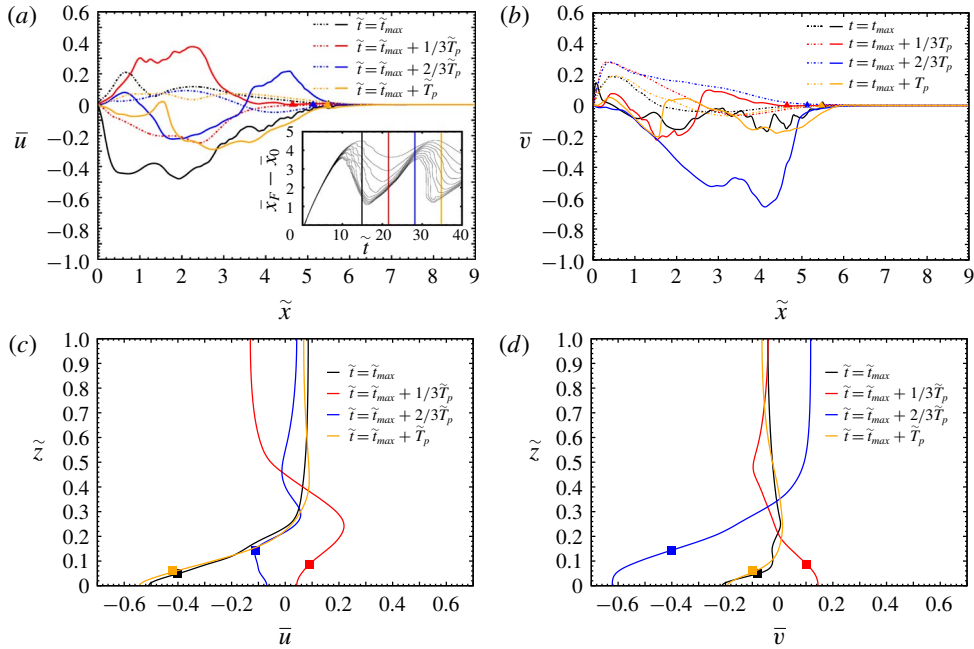 (a)
0.6
0.4
0.2
0
−0.2
−0.4
−0.6
−0.8
−1.0
u̅
0 1 2 3 4 5 6 7 8 9
x̃
t̃ = t̃max
t̃ = t̃max + 1/3T̃p
t̃ = t̃max + 2/3T̃p
t̃ = t̃max + T̃p
x̅F − x̅0
5
4
3
2
1
0 10 20 30 40
t̃
(b)
0.6
0.4
0.2
0
−0.2
−0.4
−0.6
−0.8
−1.0
v̅
0 1 2 3 4 5 6 7 8 9
x̃
t = tmax
t = tmax + 1/3Tp
t = tmax + 2/3Tp
t = tmax + Tp
(c)
1.0
0.9
0.8
0.7
0.6
0.5
0.4
0.3
0.2
0.1
0
z̃
−0.6 −0.4 −0.2 0 0.2 0.4 0.6
u̅
t̃ = t̃max
t̃ = t̃max + 1/3T̃p
t̃ = t̃max + 2/3T̃p
t̃ = t̃max + T̃p
(d)
1.0
0.9
0.8
0.7
0.6
0.5
0.4
0.3
0.2
0.1
0
z̃
−0.6 −0.4 −0.2 0 0.2 0.4 0.6
v̅
t̃ = t̃max
t̃ = t̃max + 1/3T̃p
t̃ = t̃max + 2/3T̃p
t̃ = t̃max + T̃p